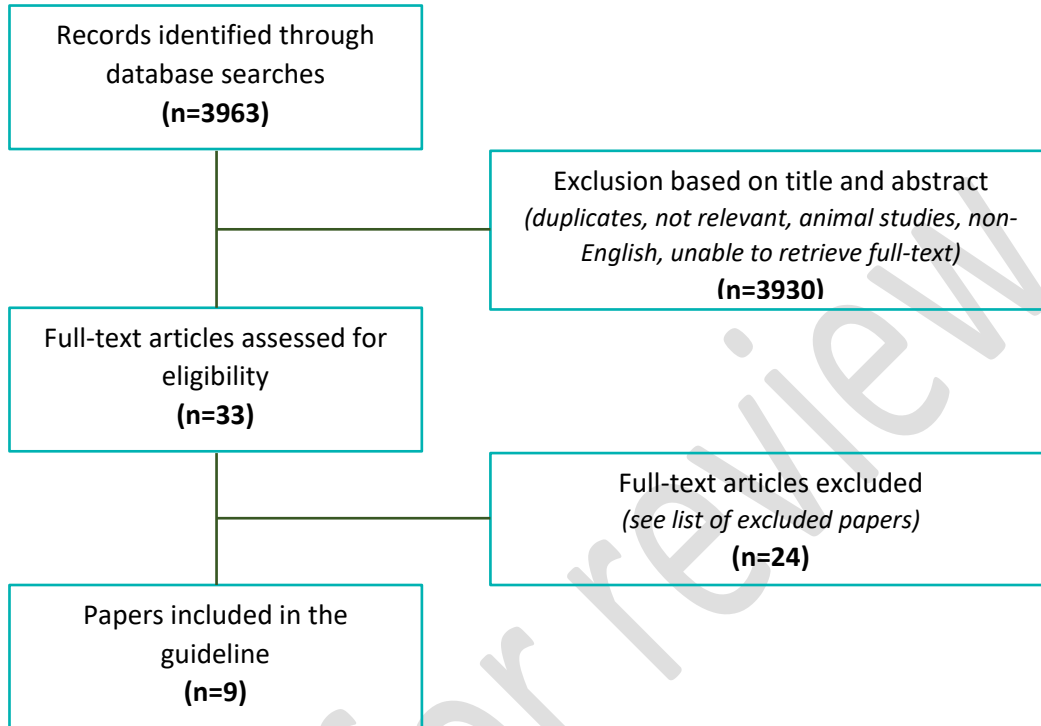 Records identified through
database searches
(n=3963)
Exclusion based on title and abstract
(duplicates, not relevant, animal studies, non-
English, unable to retrieve full-text)
(n=3930)
Full-text articles assessed for
eligibility
(n=33)
Full-text articles excluded
(see list of excluded papers)
(n=24)
Papers included in the
guideline
(n=9)
for review